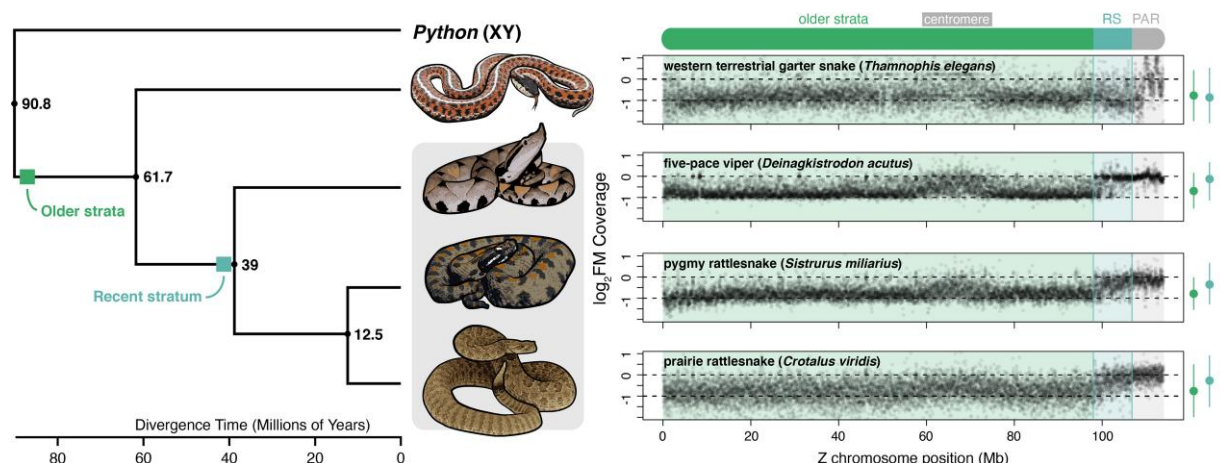 Python (XY)
90.8
61.7
Older strata
39
Recent stratum
12.5
Divergence Time (Millions of Years)
80 60 40 20 0
older strata centromere RS PAR
western terrestrial garter snake (Thamnophis elegans)
1
0
-1
five-pace viper (Deinagkistrodon acutus)
1
0
-1
log2FM Coverage
pygmy rattlesnake (Sistrurus miliarius)
1
0
-1
prairie rattlesnake (Crotalus viridis)
1
0
-1
0 20 40 60 80 100
Z chromosome position (Mb)